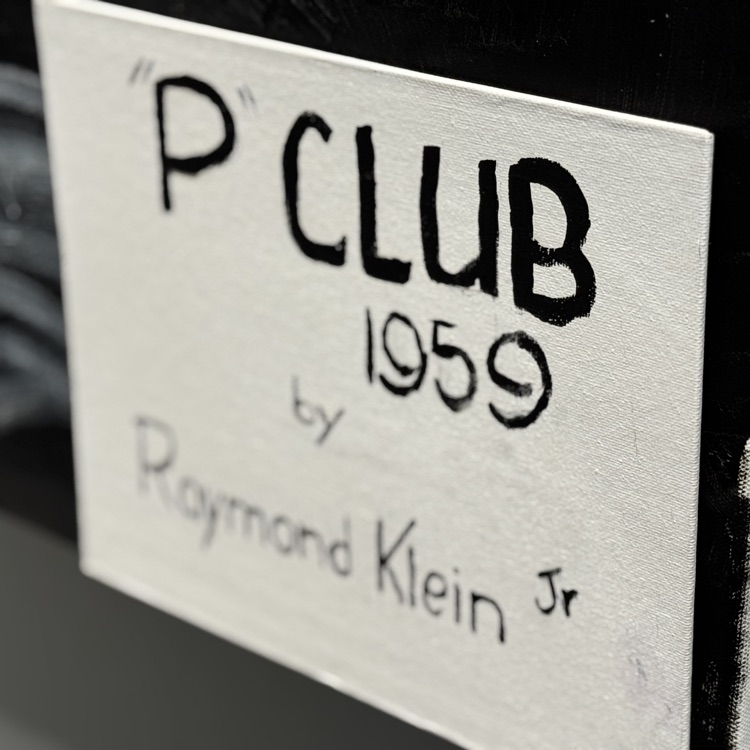 "P" CLUB
1959
by
Raymond Klein Jr